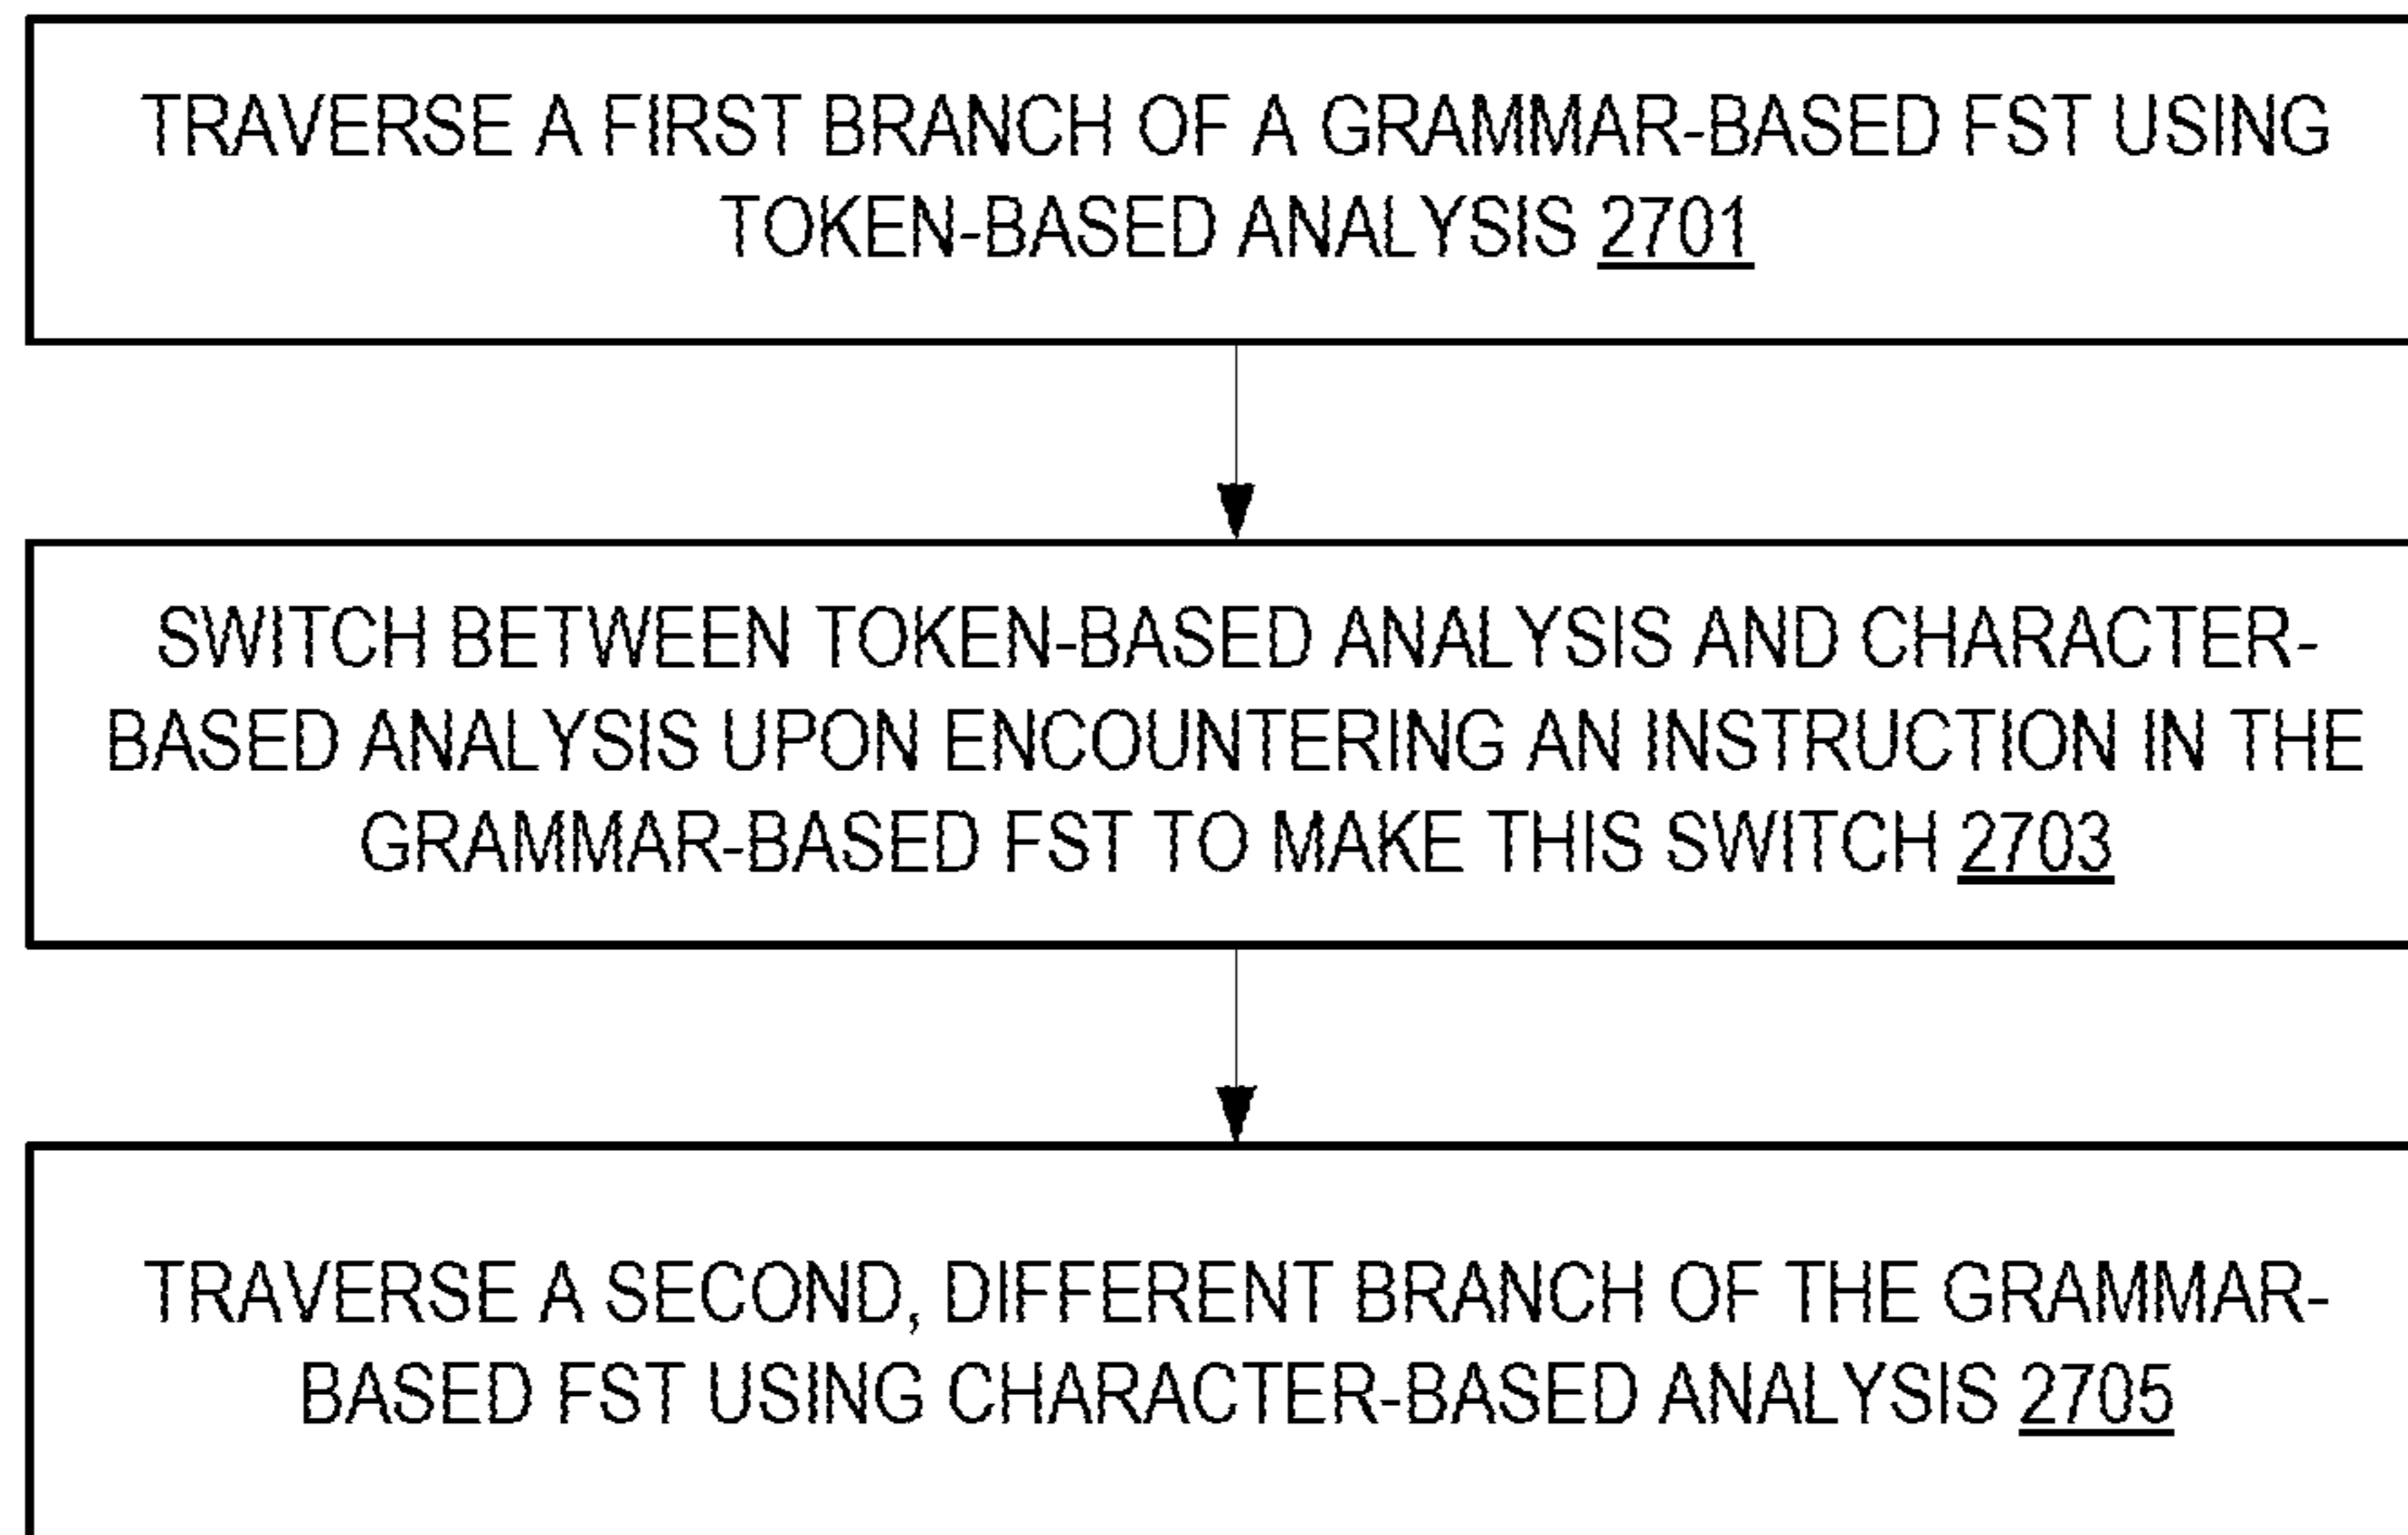 TRAVERSE A FIRST BRANCH OF A GRAMMAR-BASED FST USING
TOKEN-BASED ANALYSIS 2701
SWITCH BETWEEN TOKEN-BASED ANALYSIS AND CHARACTER-
BASED ANALYSIS UPON ENCOUNTERING AN INSTRUCTION IN THE
GRAMMAR-BASED FST TO MAKE THIS SWITCH 2703
TRAVERSE A SECOND, DIFFERENT BRANCH OF THE GRAMMAR-
BASED FST USING CHARACTER-BASED ANALYSIS 2705